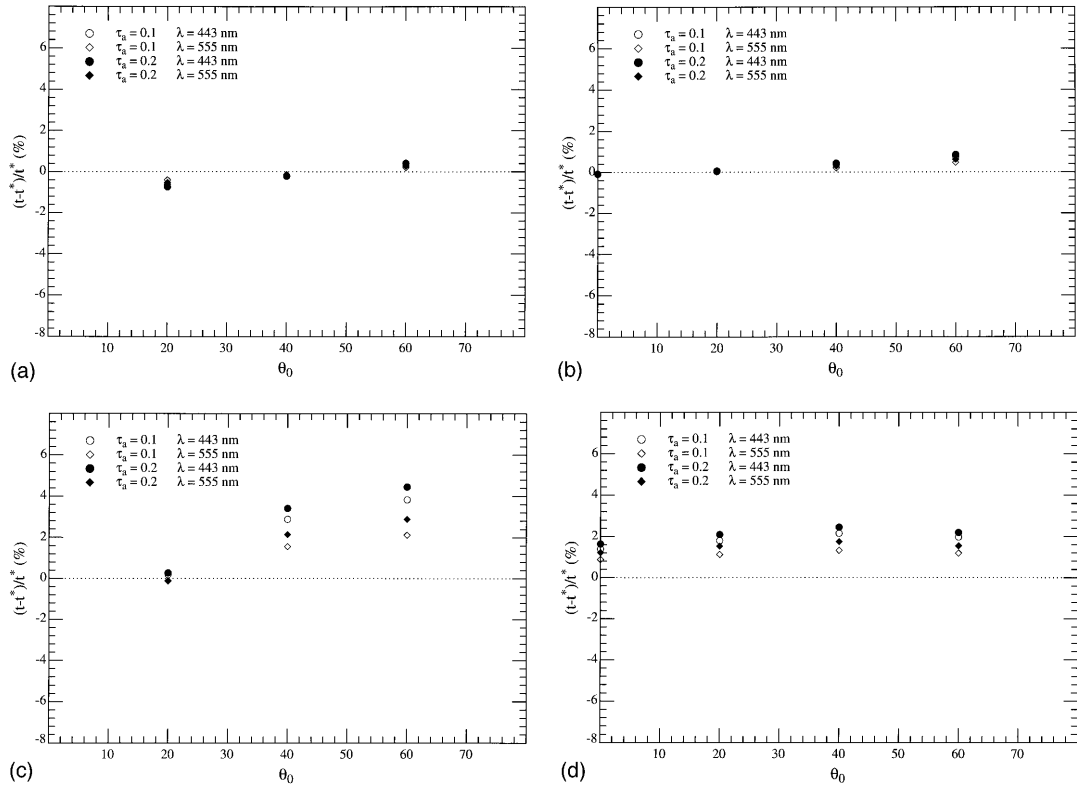 τa = 0.1 λ = 443 nm
τa = 0.1 λ = 555 nm
τa = 0.2 λ = 443 nm
τa = 0.2 λ = 555 nm
6
4
2
0
-2
-4
-6
-8
(t-t*)/t* (%)
10 20 30 40 50 60 70
θ0
(a)
τa = 0.1 λ = 443 nm
τa = 0.1 λ = 555 nm
τa = 0.2 λ = 443 nm
τa = 0.2 λ = 555 nm
6
4
2
0
-2
-4
-6
-8
(t-t*)/t* (%)
10 20 30 40 50 60 70
θ0
(b)
τa = 0.1 λ = 443 nm
τa = 0.1 λ = 555 nm
τa = 0.2 λ = 443 nm
τa = 0.2 λ = 555 nm
6
4
2
0
-2
-4
-6
-8
(t-t*)/t* (%)
10 20 30 40 50 60 70
θ0
(c)
τa = 0.1 λ = 443 nm
τa = 0.1 λ = 555 nm
τa = 0.2 λ = 443 nm
τa = 0.2 λ = 555 nm
6
4
2
0
-2
-4
-6
-8
(t-t*)/t* (%)
10 20 30 40 50 60 70
θ0
(d)